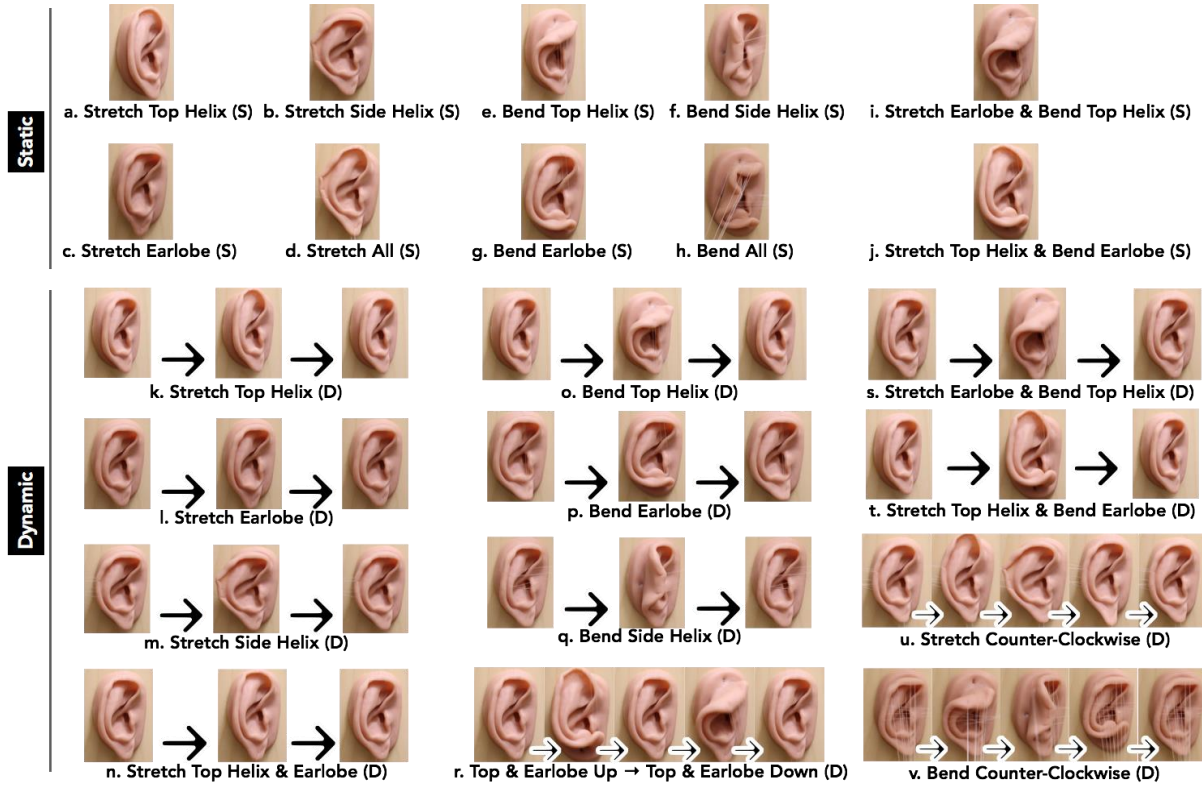 Static
a. Stretch Top Helix (S)
b. Stretch Side Helix (S)
e. Bend Top Helix (S)
f. Bend Side Helix (S)
i. Stretch Earlobe & Bend Top Helix (S)
c. Stretch Earlobe (S)
d. Stretch All (S)
g. Bend Earlobe (S)
h. Bend All (S)
j. Stretch Top Helix & Bend Earlobe (S)
Dynamic
k. Stretch Top Helix (D)
o. Bend Top Helix (D)
s. Stretch Earlobe & Bend Top Helix (D)
l. Stretch Earlobe (D)
p. Bend Earlobe (D)
t. Stretch Top Helix & Bend Earlobe (D)
m. Stretch Side Helix (D)
q. Bend Side Helix (D)
u. Stretch Counter-Clockwise (D)
n. Stretch Top Helix & Earlobe (D)
r. Top & Earlobe Up → Top & Earlobe Down (D)
v. Bend Counter-Clockwise (D)